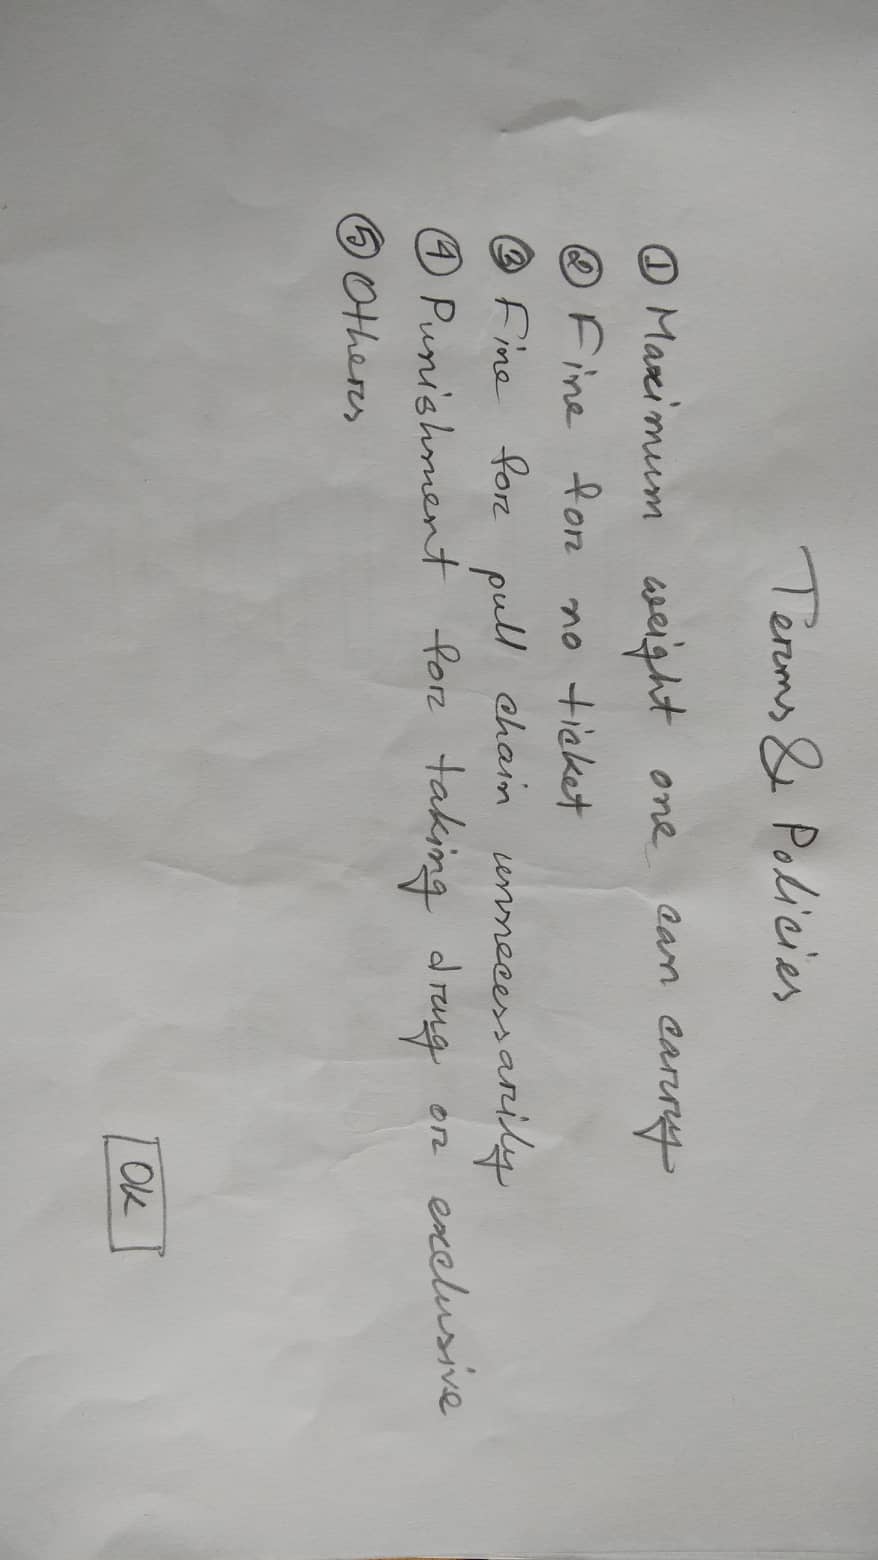 Terms & Policies
① Maximum weight one can carry
② Fine for no ticket
③ Fine for pull chain unnecessarily
④ Punishment for taking drug or exclusive
⑤ Others
OK